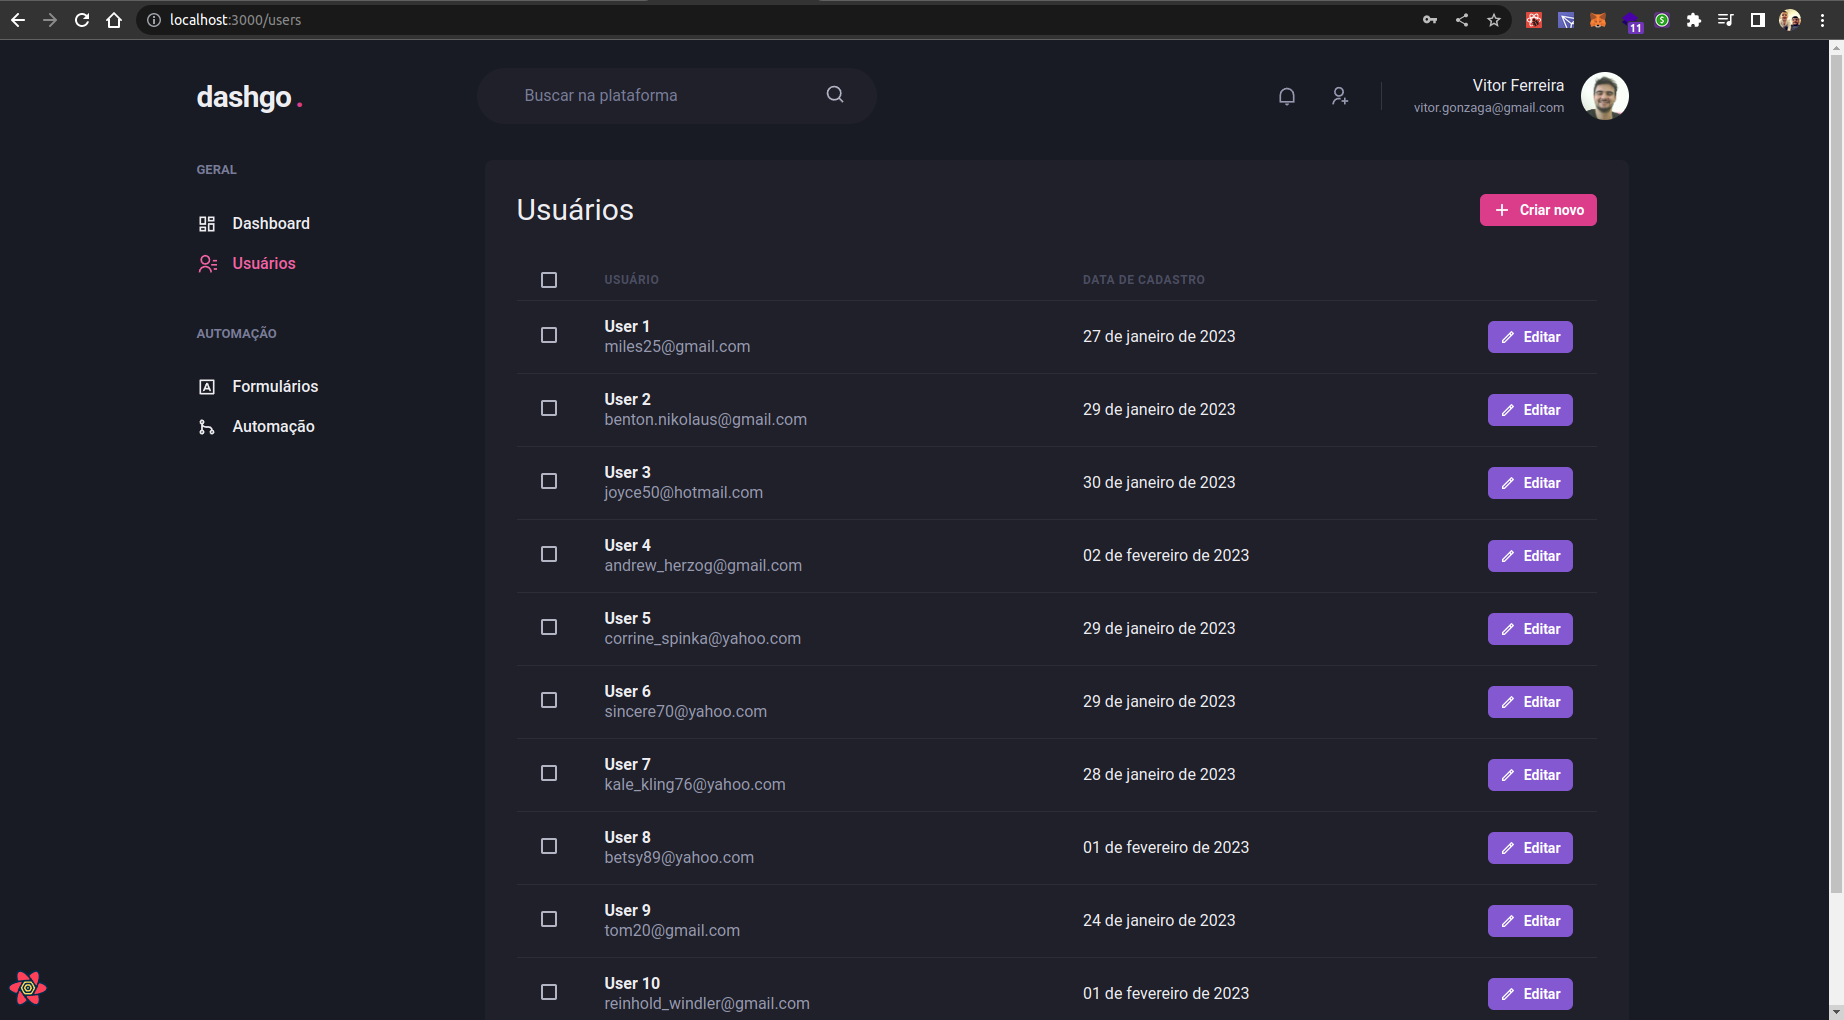 localhost:3000/users
11
dashgo.
Buscar na plataforma
Vitor Ferreira
vitor.gonzaga@gmail.com
GERAL
Dashboard
Usuários
AUTOMAÇÃO
Formulários
Automação
Usuários
Criar novo
USUÁRIO DATA DE CADASTRO
User 1
miles25@gmail.com
27 de janeiro de 2023
Editar
User 2
benton.nikolaus@gmail.com
29 de janeiro de 2023
Editar
User 3
joyce50@hotmail.com
30 de janeiro de 2023
Editar
User 4
andrew_herzog@gmail.com
02 de fevereiro de 2023
Editar
User 5
corrine_spinka@yahoo.com
29 de janeiro de 2023
Editar
User 6
sincere70@yahoo.com
29 de janeiro de 2023
Editar
User 7
kale_kling76@yahoo.com
28 de janeiro de 2023
Editar
User 8
betsy89@yahoo.com
01 de fevereiro de 2023
Editar
User 9
tom20@gmail.com
24 de janeiro de 2023
Editar
User 10
reinhold_windler@gmail.com
01 de fevereiro de 2023
Editar